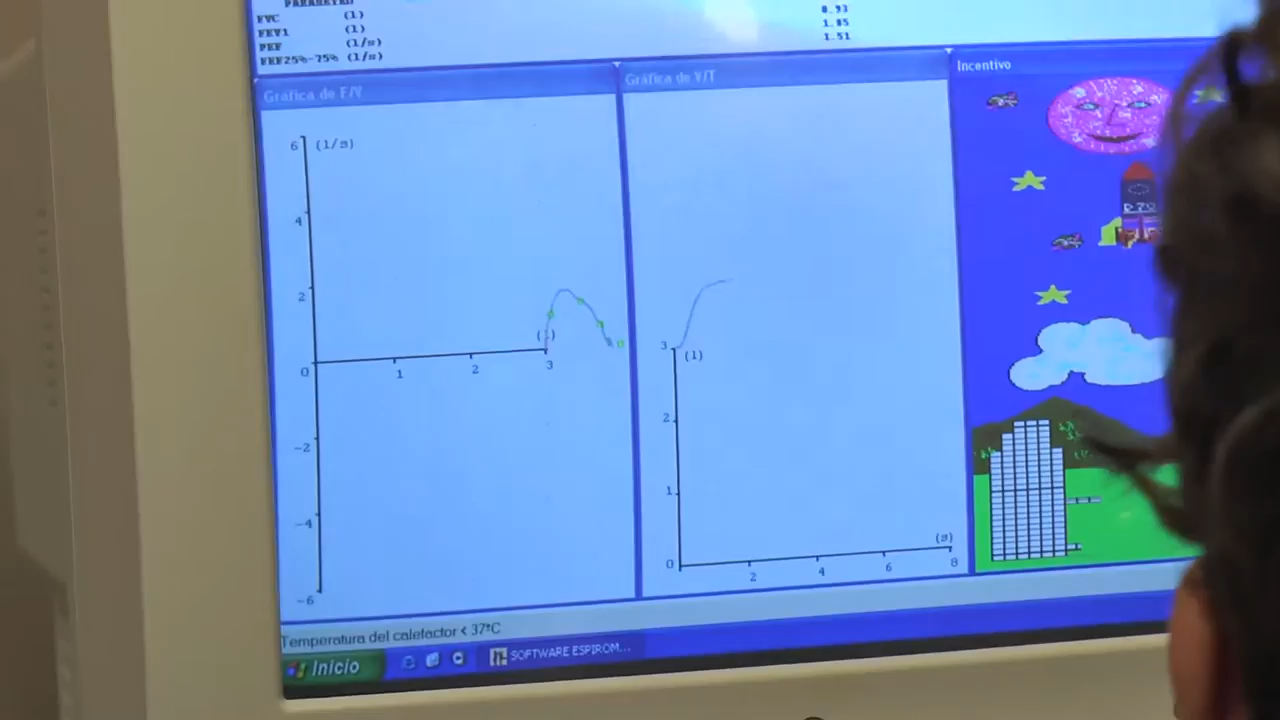 PARAMETRO
FVC (l)
FEV1 (l)
PEF (l/s)
FEF25%-75% (l/s)
0.93
1.85
1.51
Gráfica de F/V
Gráfica de V/T
Incentivo
6 (l/s)
4
2
(l)
0 1 2 3
-2
-4
-6
3 (l)
2
1
(s)
0 2 4 6 8
Temperatura del calefactor < 37ºC
Inicio
SOFTWARE ESPIROM...